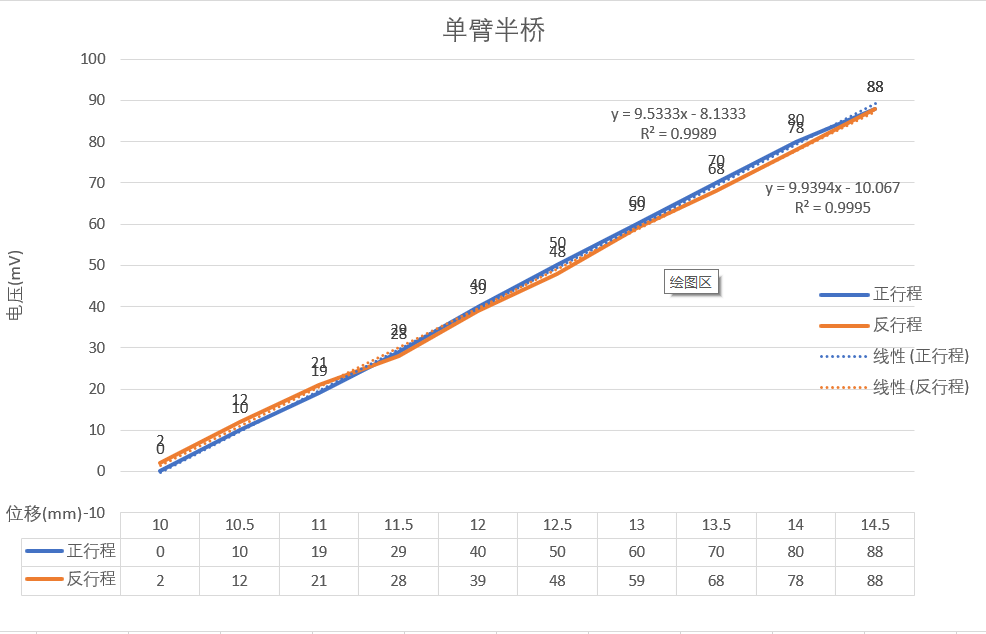 单臂半桥
100
90
80
70
60
50
40
30
20
10
0
-10
电压(mV)
位移(mm)
y = 9.5333x - 8.1333
R² = 0.9989
y = 9.9394x - 10.067
R² = 0.9995
2
0
12
10
21
19
29
28
40
39
50
48
60
59
70
68
80
78
88
绘图区
正行程
反行程
线性 (正行程)
线性 (反行程)
10 10.5 11 11.5 12 12.5 13 13.5 14 14.5
正行程 0 10 19 29 40 50 60 70 80 88
反行程 2 12 21 28 39 48 59 68 78 88